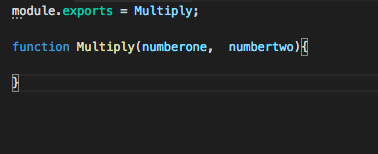 module.exports = Multiply;
function Multiply(numberone,  numbertwo){
}